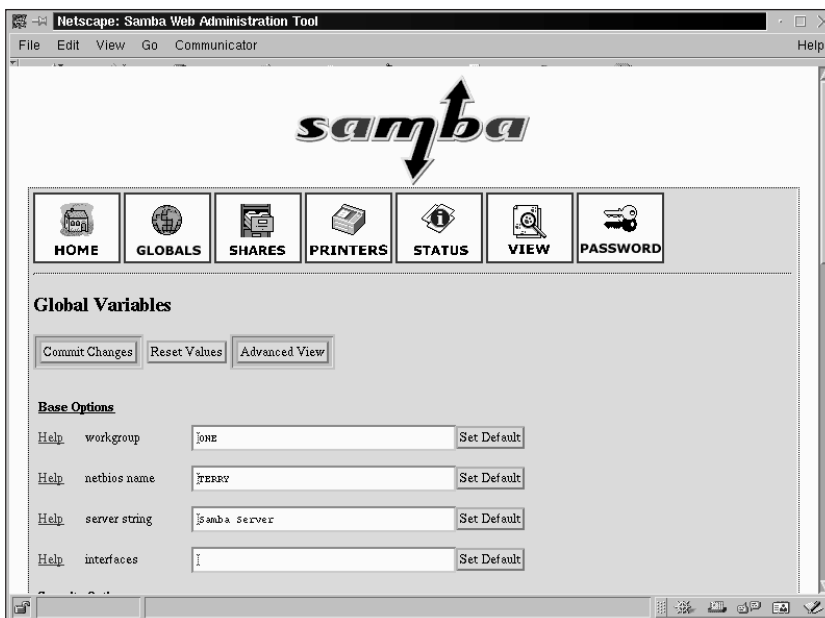 Netscape: Samba Web Administration Tool
File Edit View Go Communicator Help
samba
HOME GLOBALS SHARES PRINTERS STATUS VIEW PASSWORD
Global Variables
Commit Changes Reset Values Advanced View
Base Options
Help workgroup ONE Set Default
Help netbios name TERRY Set Default
Help server string Samba Server Set Default
Help interfaces Set Default